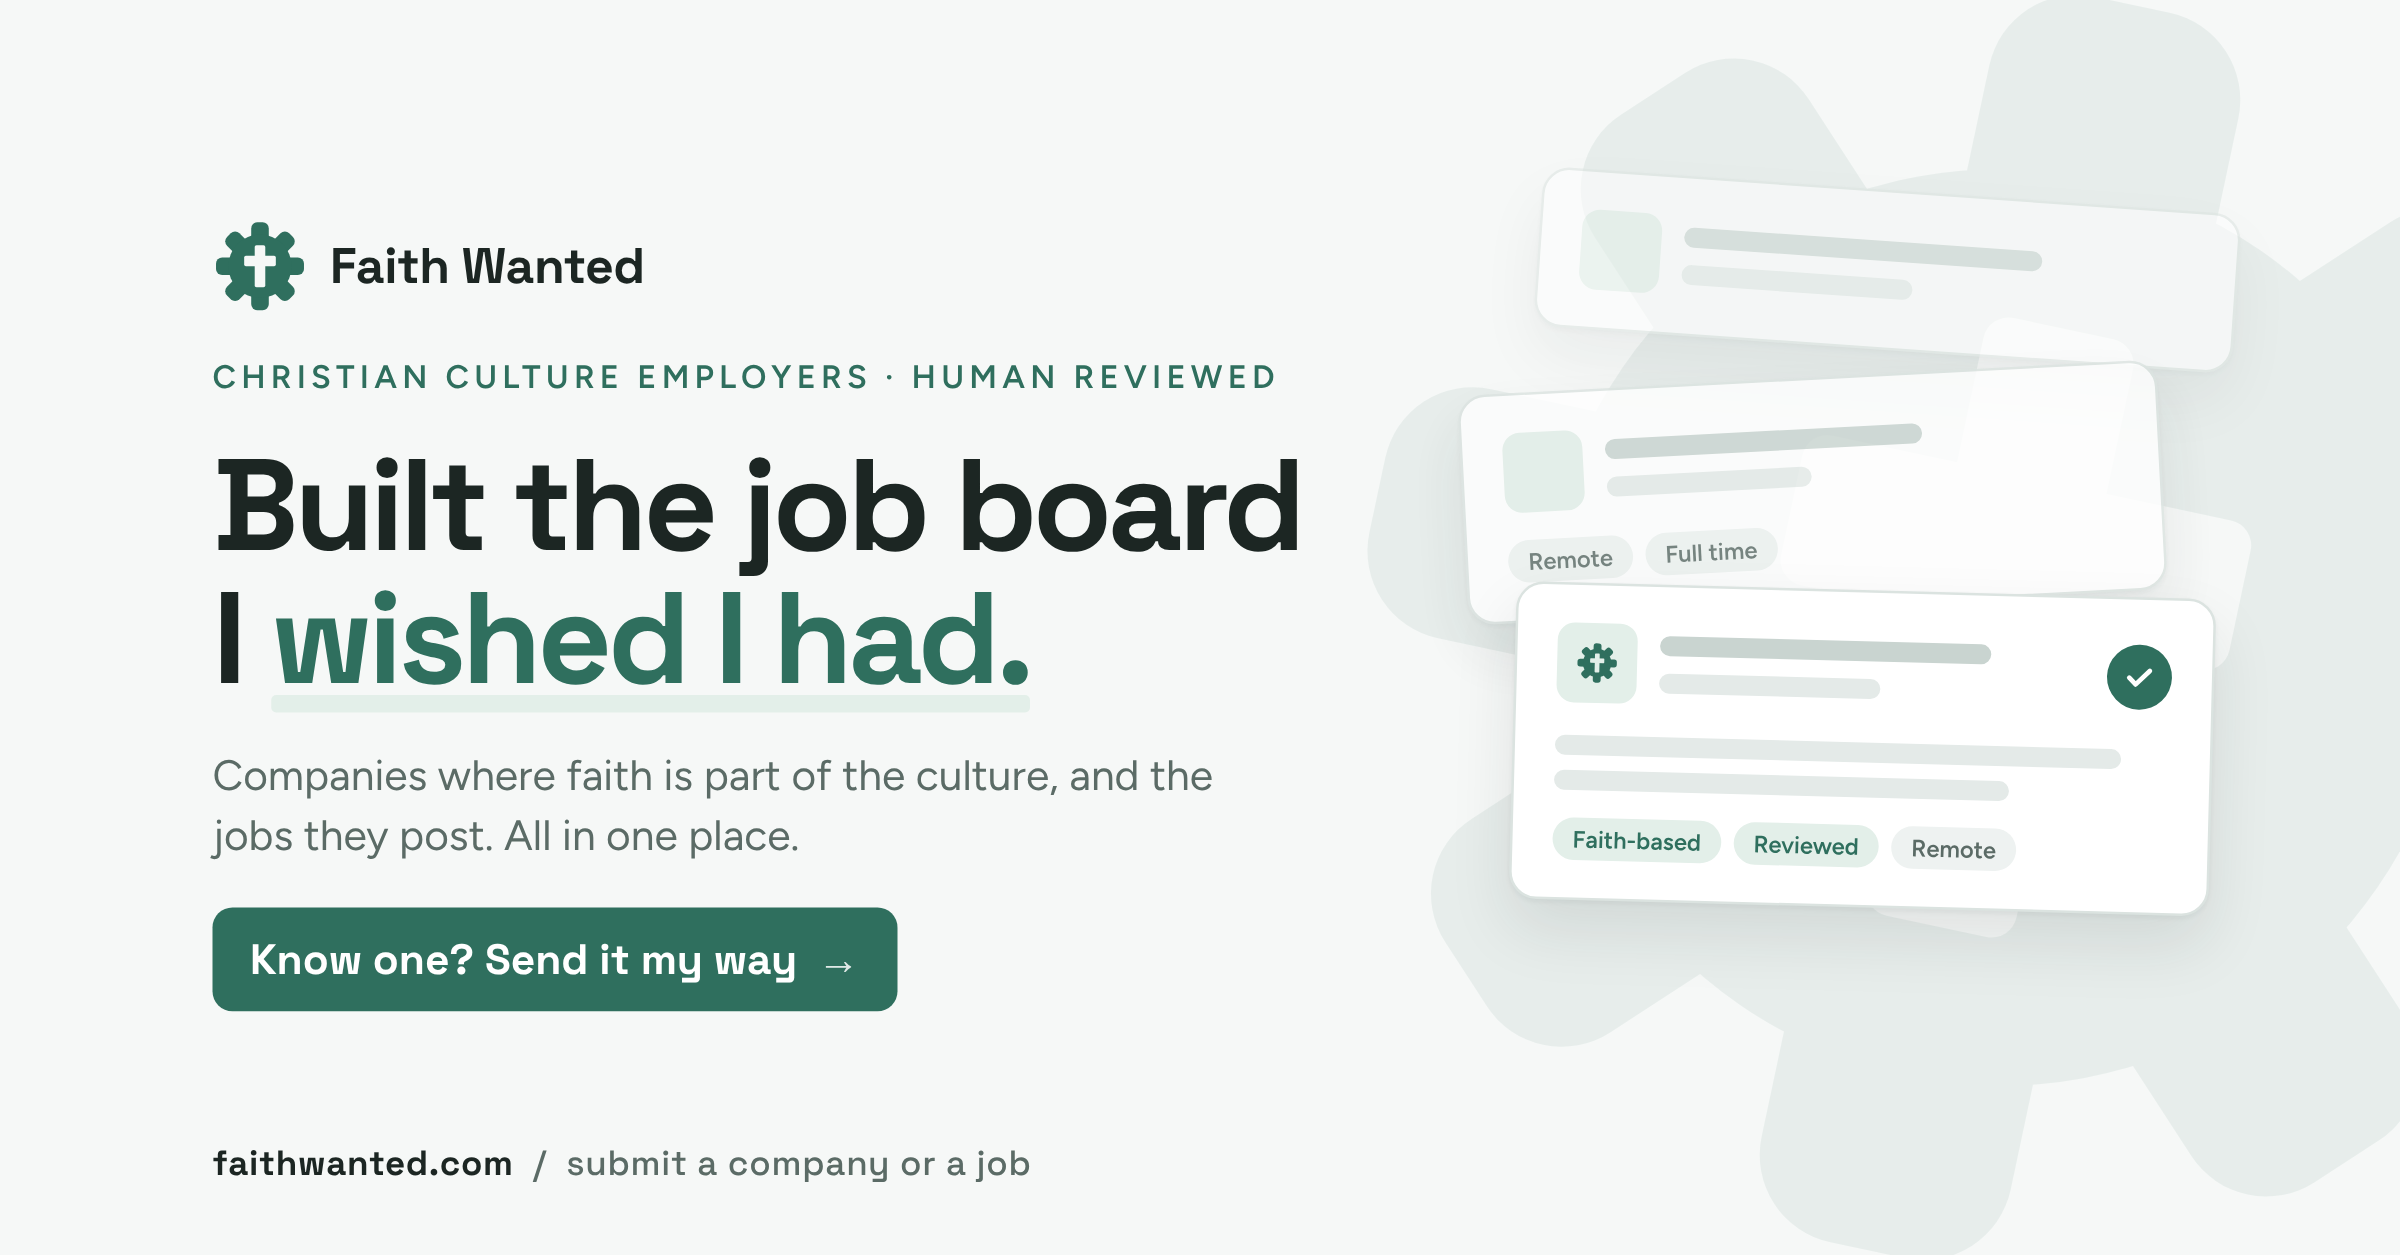 Faith Wanted
CHRISTIAN CULTURE EMPLOYERS · HUMAN REVIEWED
Built the job board
I wished I had.
Companies where faith is part of the culture, and the
jobs they post. All in one place.
Know one? Send it my way →
faithwanted.com / submit a company or a job
Remote Full time
Faith-based Reviewed Remote